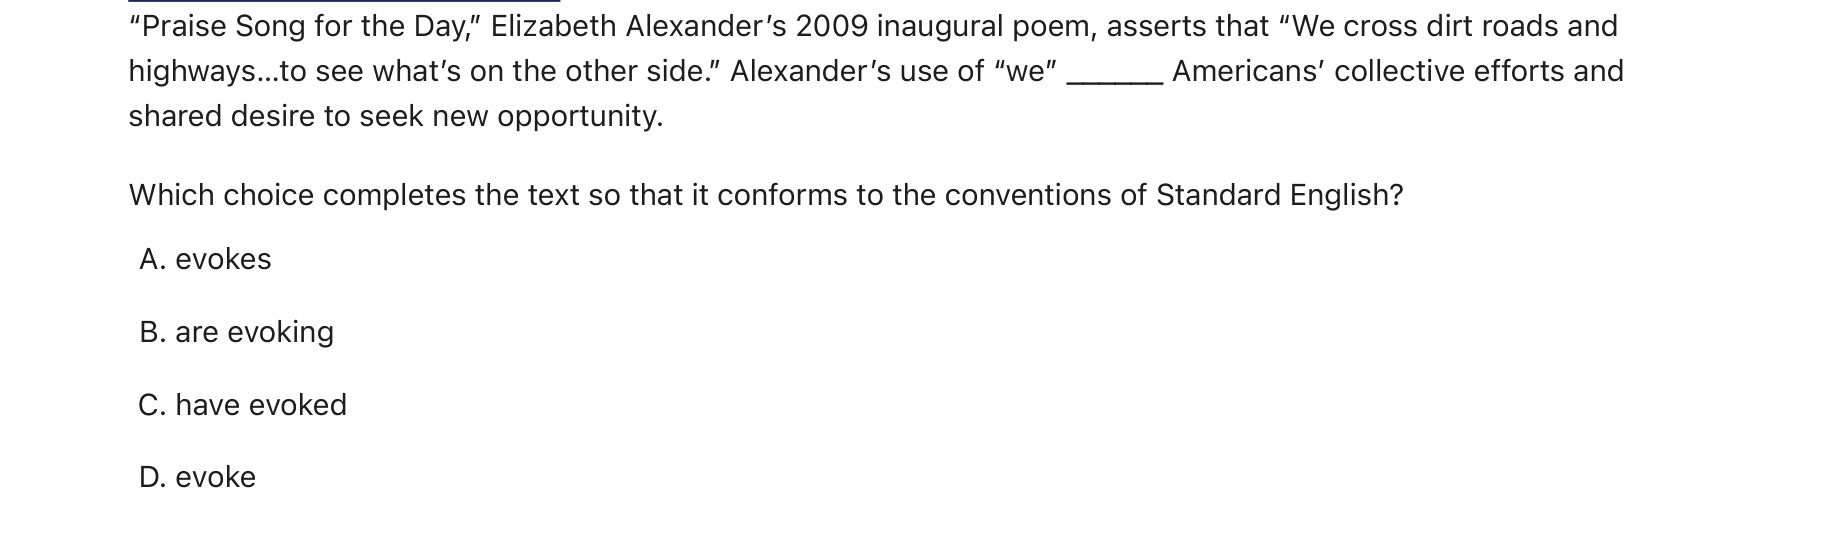 “Praise Song for the Day,” Elizabeth Alexander’s 2009 inaugural poem, asserts that “We cross dirt roads and
highways...to see what’s on the other side.” Alexander’s use of “we” ______ Americans’ collective efforts and
shared desire to seek new opportunity.
Which choice completes the text so that it conforms to the conventions of Standard English?
A. evokes
B. are evoking
C. have evoked
D. evoke